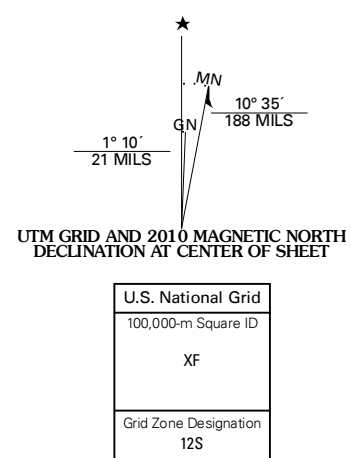 ★
MN
10° 35´
188 MILS
GN
1° 10´
21 MILS
UTM GRID AND 2010 MAGNETIC NORTH
DECLINATION AT CENTER OF SHEET
U.S. National Grid
100,000-m Square ID
XF
Grid Zone Designation
12S